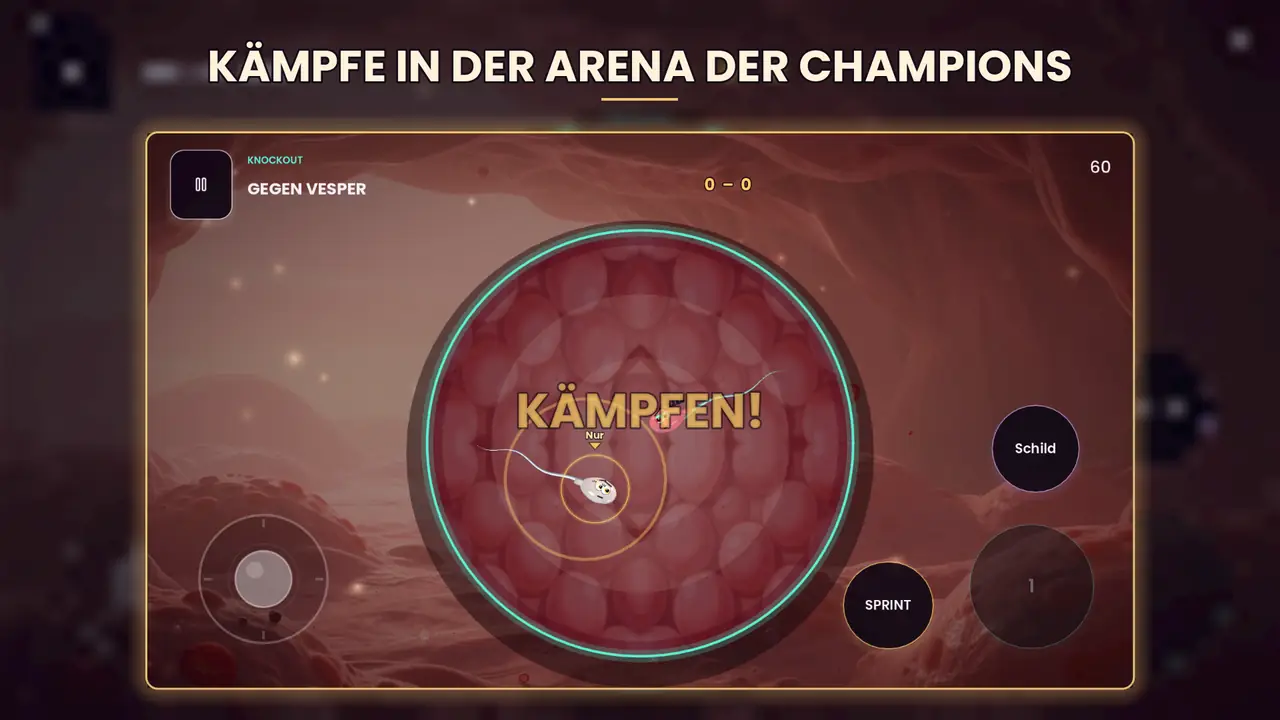 KÄMPFE IN DER ARENA DER CHAMPIONS
KNOCKOUT
GEGEN VESPER
0 – 0
60
KÄMPFEN!
Nur
Schild
SPRINT
1